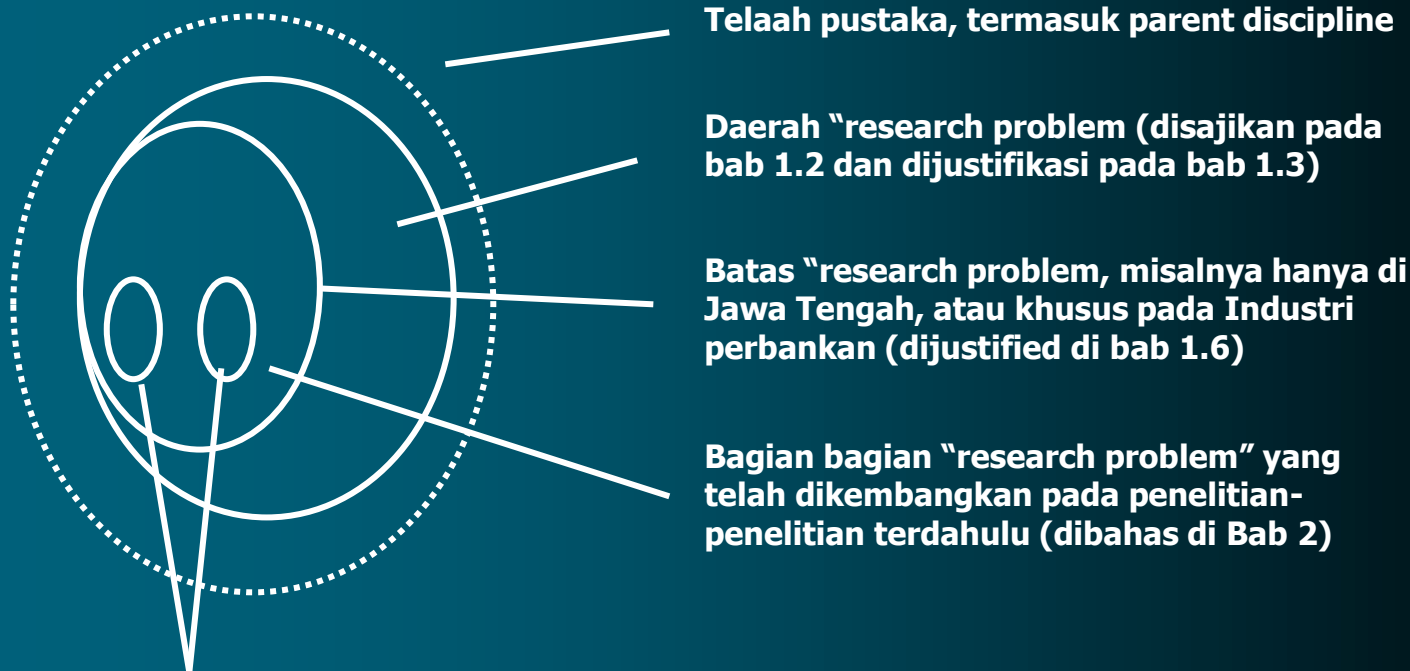 Telaah pustaka, termasuk parent discipline
Daerah “research problem (disajikan pada
bab 1.2 dan dijustifikasi pada bab 1.3)
Batas “research problem, misalnya hanya di
Jawa Tengah, atau khusus pada Industri
perbankan (dijustified di bab 1.6)
Bagian bagian “research problem” yang
telah dikembangkan pada penelitian-
penelitian terdahulu (dibahas di Bab 2)